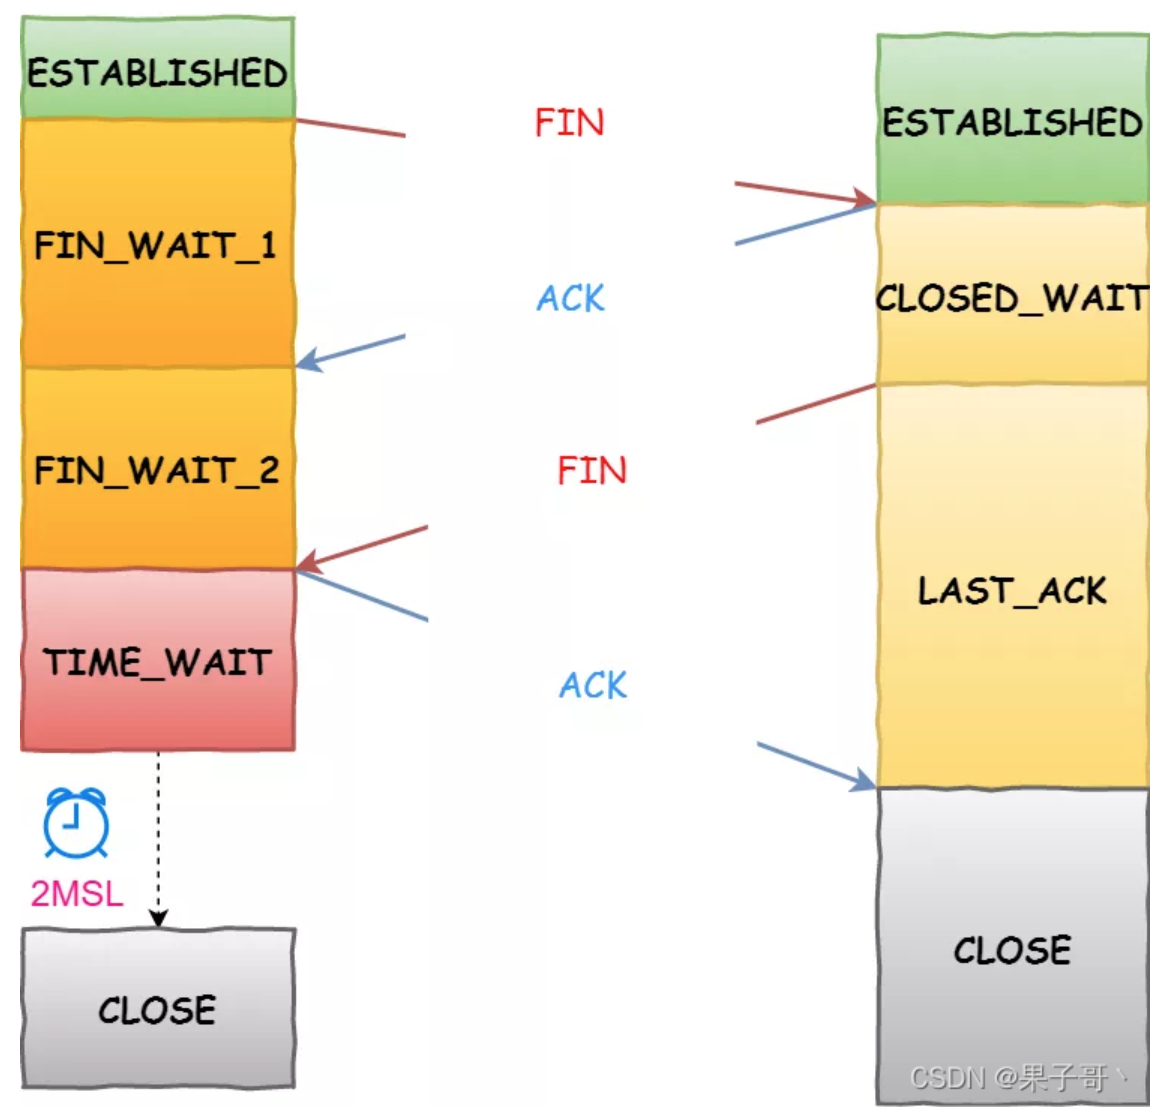 ESTABLISHED
FIN
ESTABLISHED
FIN_WAIT_1
ACK
CLOSED_WAIT
FIN_WAIT_2
FIN
LAST_ACK
TIME_WAIT
ACK
2MSL
CLOSE
CLOSE
CSDN @果子哥丶